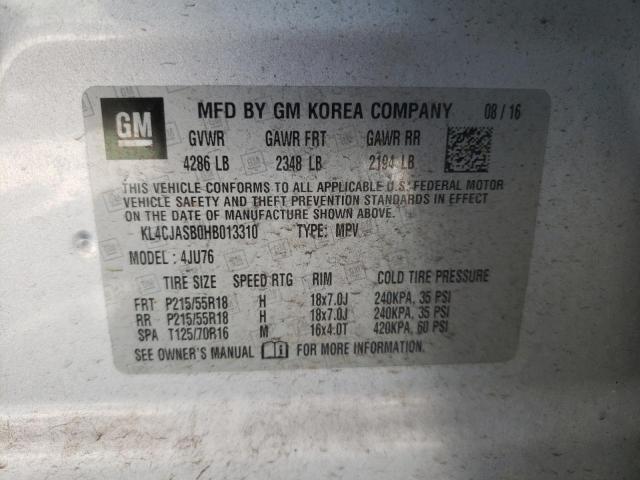 GM MFD BY GM KOREA COMPANY 08 / 16
GVWR GAWR FRT GAWR RR
4286 LB 2348 LB 2194 LB
THIS VEHICLE CONFORMS TO ALL APPLICABLE U.S. FEDERAL MOTOR
VEHICLE SAFETY AND THEFT PREVENTION STANDARDS IN EFFECT
ON THE DATE OF MANUFACTURE SHOWN ABOVE.
KL4CJASB0HB013310 TYPE: MPV
MODEL : 4JU76
TIRE SIZE SPEED RTG RIM COLD TIRE PRESSURE
FRT P215/55R18 H 18x7.0J 240KPA, 35 PSI
RR P215/55R18 H 18x7.0J 240KPA, 35 PSI
SPA T125/70R16 M 16x4.0T 420KPA, 60 PSI
SEE OWNER'S MANUAL FOR MORE INFORMATION.